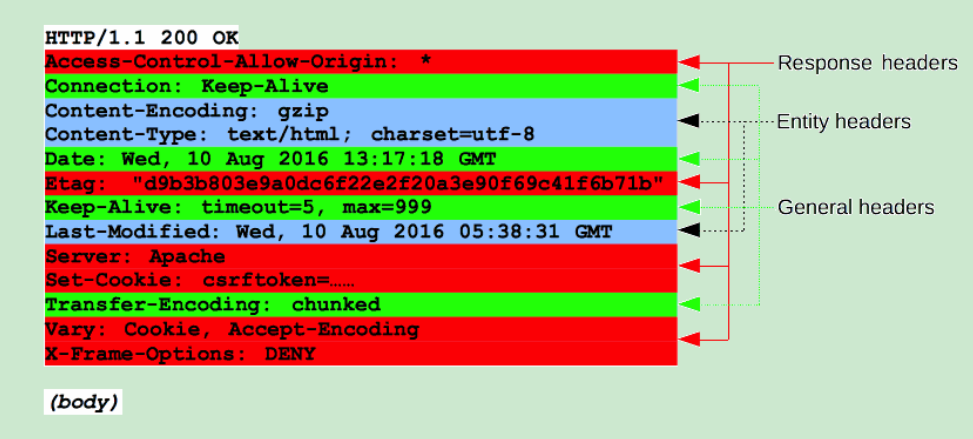 HTTP/1.1 200 OK
Access-Control-Allow-Origin: *
Connection: Keep-Alive
Content-Encoding: gzip
Content-Type: text/html; charset=utf-8
Date: Wed, 10 Aug 2016 13:17:18 GMT
Etag: "d9b3b803e9a0dc6f22e2f20a3e90f69c41f6b71b"
Keep-Alive: timeout=5, max=999
Last-Modified: Wed, 10 Aug 2016 05:38:31 GMT
Server: Apache
Set-Cookie: csrftoken=……
Transfer-Encoding: chunked
Vary: Cookie, Accept-Encoding
X-Frame-Options: DENY
(body)
Response headers
Entity headers
General headers